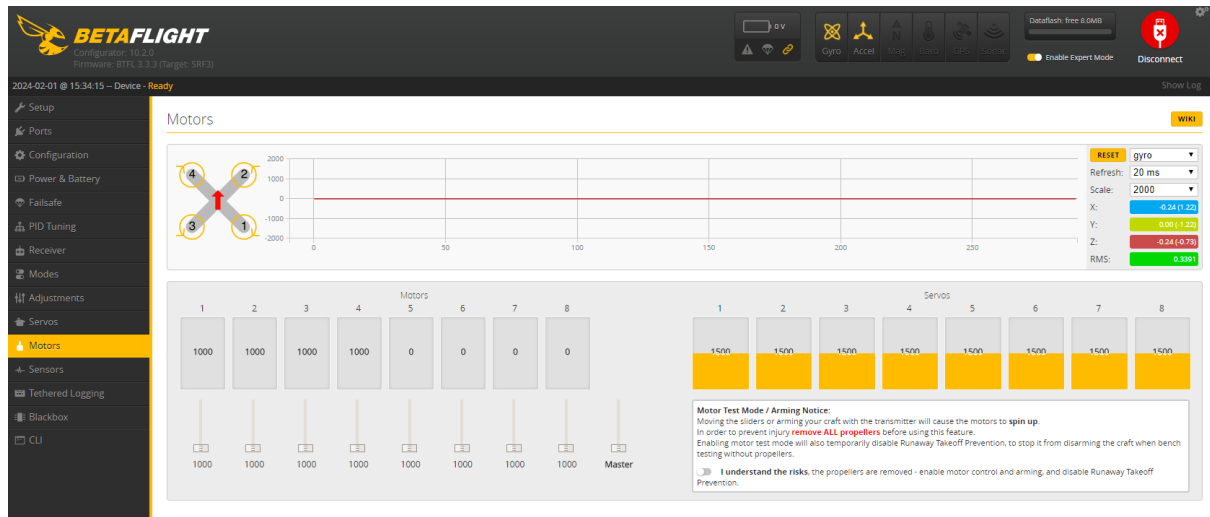 BETAFLIGHT
Configurator: 10.2.0
Firmware: BTFL 3.3.3 (Target: SRF3)
0 V
Gyro Accel Mag Baro GPS Sonar
Dataflash: free 8.0MB
Enable Expert Mode
Disconnect
2024-02-01 @ 15:34:15 -- Device - Ready
Show Log
Setup
Ports
Configuration
Power & Battery
Failsafe
PID Tuning
Receiver
Modes
Adjustments
Servos
Motors
Sensors
Tethered Logging
Blackbox
CLI
Motors
WIKI
4 2
3 1
2000
1000
0
-1000
-2000
0 50 100 150 200 250
RESET gyro
Refresh: 20 ms
Scale: 2000
X: -0.24 (1.22)
Y: 0.00 (-1.22)
Z: -0.24 (-0.73)
RMS: 0.3391
Motors
1 2 3 4 5 6 7 8
1000 1000 1000 1000 0 0 0 0
1000 1000 1000 1000 1000 1000 1000 1000 Master
Servos
1 2 3 4 5 6 7 8
1500 1500 1500 1500 1500 1500 1500 1500
Motor Test Mode / Arming Notice:
Moving the sliders or arming your craft with the transmitter will cause the motors to spin up.
In order to prevent injury remove ALL propellers before using this feature.
Enabling motor test mode will also temporarily disable Runaway Takeoff Prevention, to stop it from disarming the craft when bench
testing without propellers.
I understand the risks, the propellers are removed - enable motor control and arming, and disable Runaway Takeoff
Prevention.